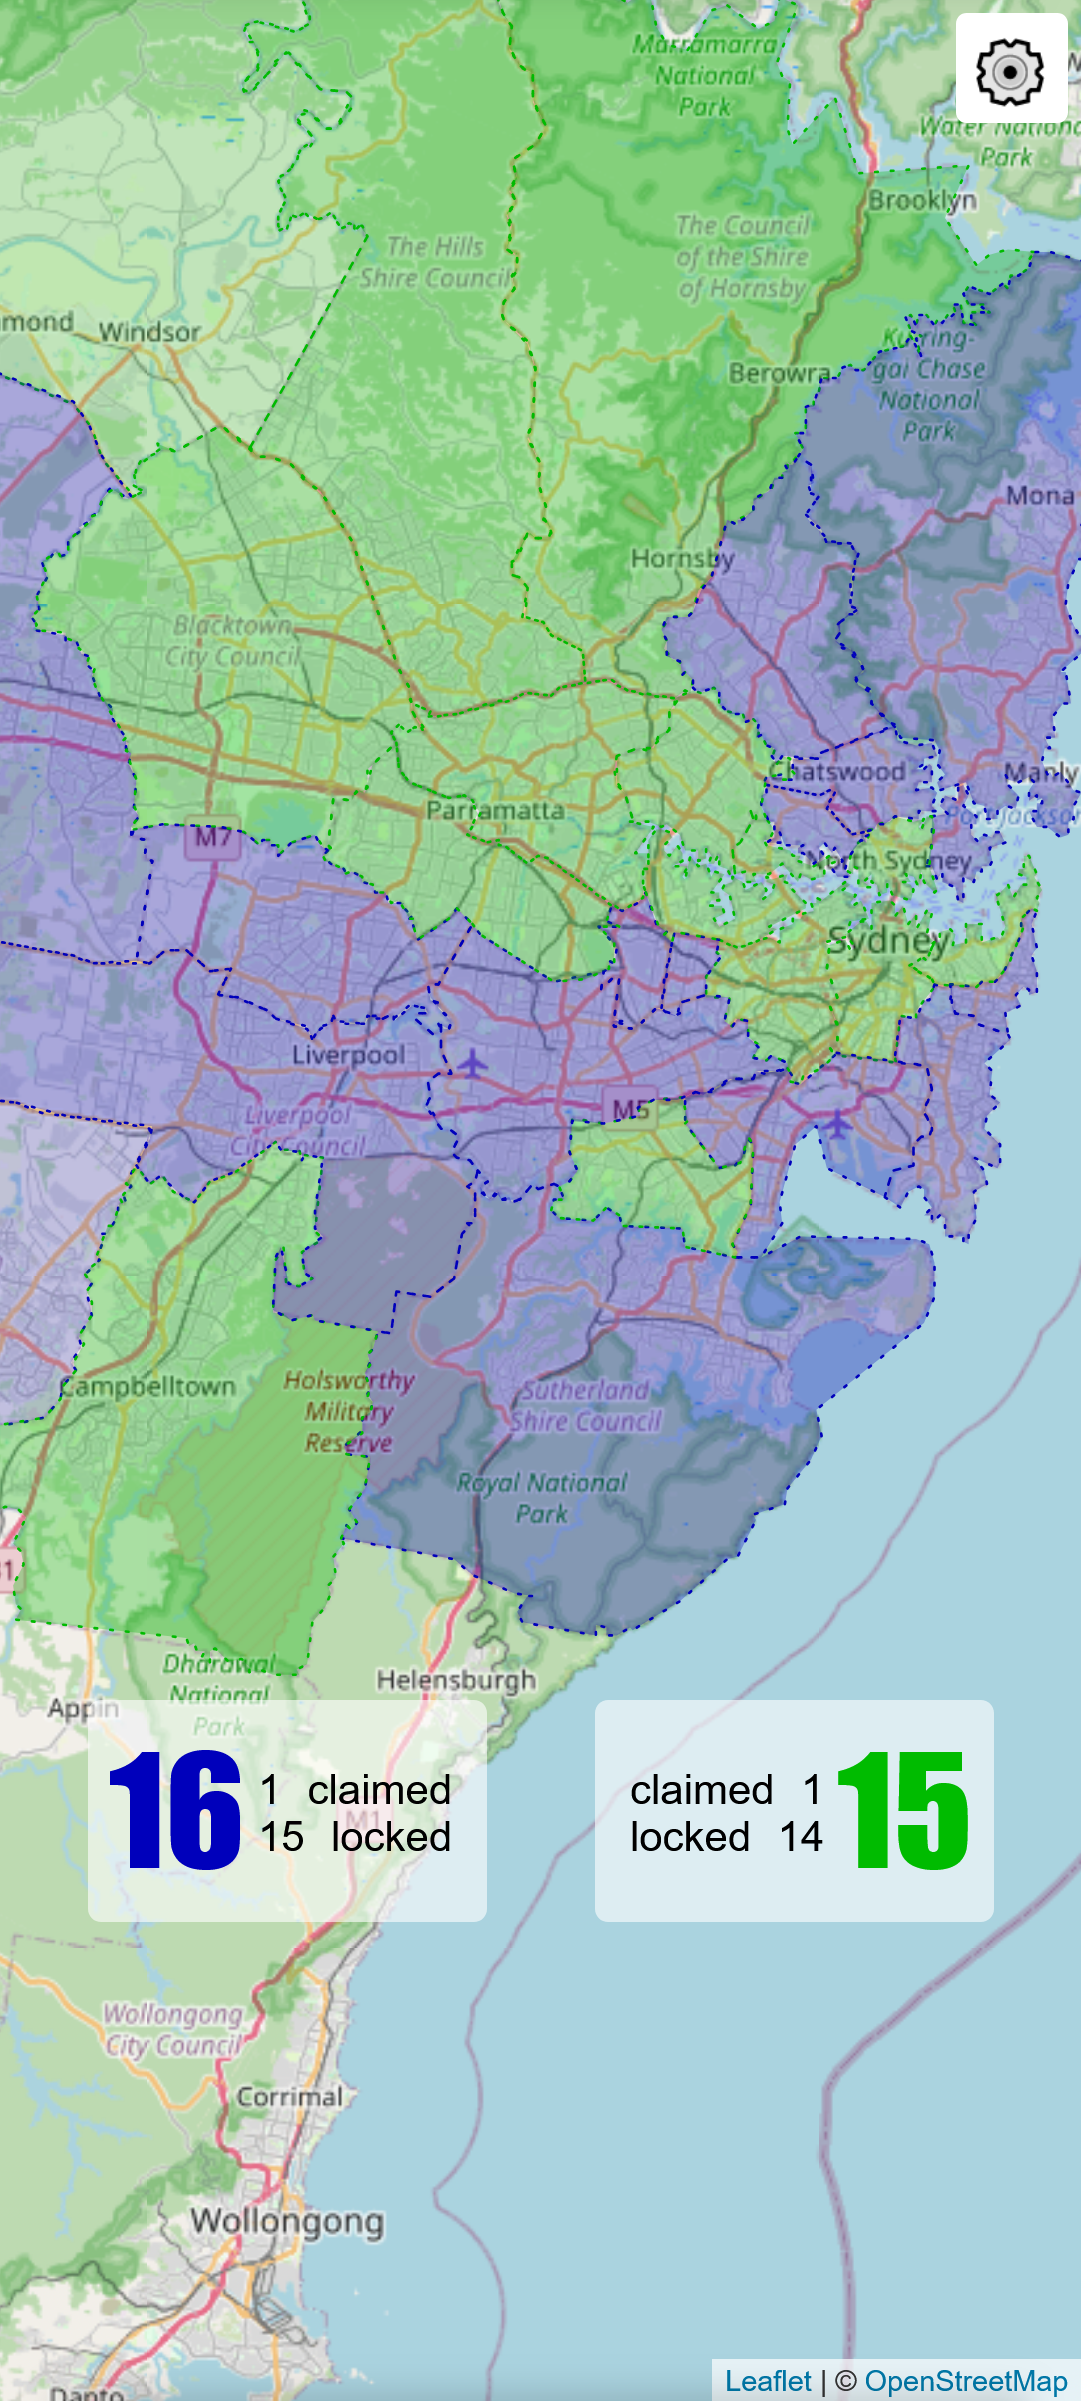 Marramarra
National
Park
Water Nationa
Park
Brooklyn
The Hills
Shire Council
The Council
of the Shire
of Hornsby
mond
Windsor
Berowra
Ku-ring-
gai Chase
National
Park
Mona
Hornsby
Blacktown
City Council
Chatswood
Manly
Parramatta
Port Jackson
M7
North Sydney
Sydney
Liverpool
M5
Liverpool
City Council
Campbelltown
Holsworthy
Military
Reserve
Sutherland
Shire Council
Royal National
Park
31
Dharawal
National
Park
Helensburgh
Appin
16
1 claimed
15 locked
claimed 1
locked 14
15
M1
Wollongong
City Council
Corrimal
Wollongong
Dapto
Leaflet | © OpenStreetMap